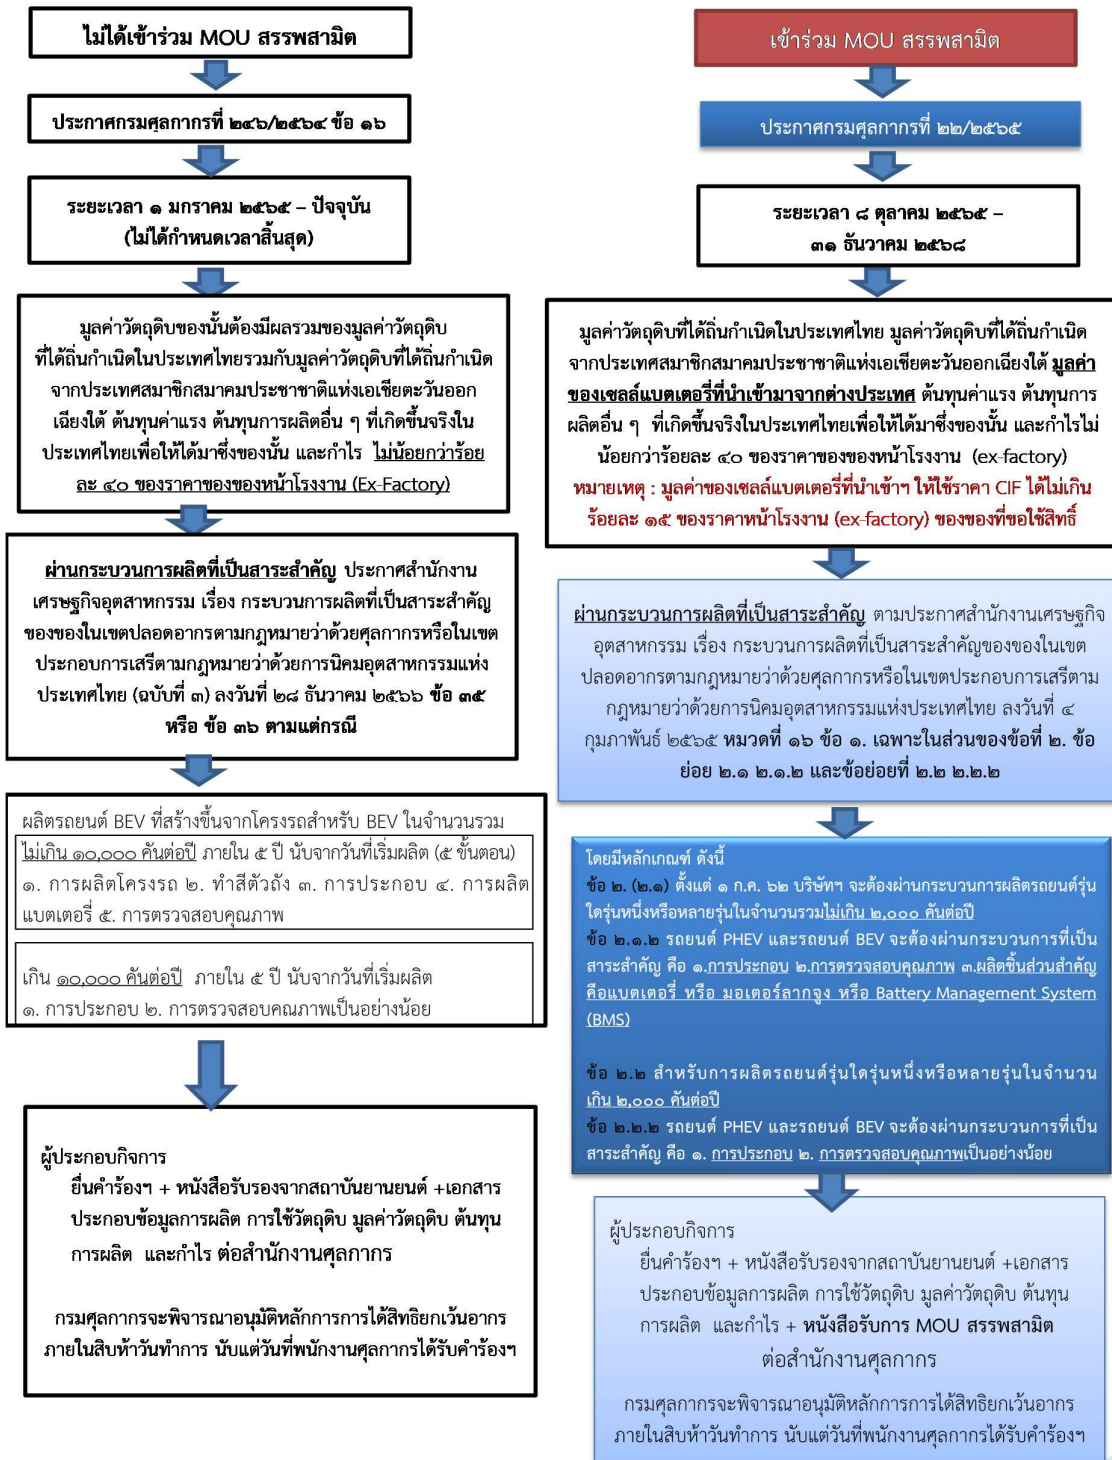 ไม่ได้เข้าร่วม MOU สรรพสามิต
ประกาศกรมศุลกากรที่ ๒๔๖/๒๕๖๔ ข้อ ๑๖
ระยะเวลา ๑ มกราคม ๒๕๖๕ – ปัจจุบัน
(ไม่ได้กำหนดเวลาสิ้นสุด)
มูลค่าวัตถุดิบของนั้นต้องมีผลรวมของมูลค่าวัตถุดิบ
ที่ได้ถิ่นกำเนิดในประเทศไทยรวมกับมูลค่าวัตถุดิบที่ได้ถิ่นกำเนิด
จากประเทศสมาชิกสมาคมประชาชาติแห่งเอเชียตะวันออก
เฉียงใต้ ต้นทุนค่าแรง ต้นทุนการผลิตอื่น ๆ ที่เกิดขึ้นจริงใน
ประเทศไทยเพื่อให้ได้มาซึ่งของนั้น และกำไร ไม่น้อยกว่าร้อย
ละ ๔๐ ของราคาของของหน้าโรงงาน (Ex-Factory)
ผ่านกระบวนการผลิตที่เป็นสาระสำคัญ ประกาศสำนักงาน
เศรษฐกิจอุตสาหกรรม เรื่อง กระบวนการผลิตที่เป็นสาระสำคัญ
ของของในเขตปลอดอากรตามกฎหมายว่าด้วยศุลกากรหรือในเขต
ประกอบการเสรีตามกฎหมายว่าด้วยการนิคมอุตสาหกรรมแห่ง
ประเทศไทย (ฉบับที่ ๓) ลงวันที่ ๒๘ ธันวาคม ๒๕๖๖ ข้อ ๓๕
หรือ ข้อ ๓๖ ตามแต่กรณี
ผลิตรถยนต์ BEV ที่สร้างขึ้นจากโครงรถสำหรับ BEV ในจำนวนรวม
ไม่เกิน ๑๐,๐๐๐ คันต่อปี ภายใน ๕ ปี นับจากวันที่เริ่มผลิต (๕ ขั้นตอน)
๑. การผลิตโครงรถ ๒. ทำสีตัวถัง ๓. การประกอบ ๔. การผลิต
แบตเตอรี่ ๕. การตรวจสอบคุณภาพ
เกิน ๑๐,๐๐๐ คันต่อปี ภายใน ๕ ปี นับจากวันที่เริ่มผลิต
๑. การประกอบ ๒. การตรวจสอบคุณภาพเป็นอย่างน้อย
ผู้ประกอบกิจการ
ยื่นคำร้องฯ + หนังสือรับรองจากสถาบันยานยนต์ +เอกสาร
ประกอบข้อมูลการผลิต การใช้วัตถุดิบ มูลค่าวัตถุดิบ ต้นทุน
การผลิต และกำไร ต่อสำนักงานศุลกากร
กรมศุลกากรจะพิจารณาอนุมัติหลักการการได้สิทธิยกเว้นอากร
ภายในสิบห้าวันทำการ นับแต่วันที่พนักงานศุลกากรได้รับคำร้องฯ
เข้าร่วม MOU สรรพสามิต
ประกาศกรมศุลกากรที่ ๒๒/๒๕๖๕
ระยะเวลา ๘ ตุลาคม ๒๕๖๕ –
๓๑ ธันวาคม ๒๕๖๘
มูลค่าวัตถุดิบที่ได้ถิ่นกำเนิดในประเทศไทย มูลค่าวัตถุดิบที่ได้ถิ่นกำเนิด
จากประเทศสมาชิกสมาคมประชาชาติแห่งเอเชียตะวันออกเฉียงใต้ มูลค่า
ของเซลล์แบตเตอรี่ที่นำเข้ามาจากต่างประเทศ ต้นทุนค่าแรง ต้นทุนการ
ผลิตอื่น ๆ ที่เกิดขึ้นจริงในประเทศไทยเพื่อให้ได้มาซึ่งของนั้น และกำไรไม่
น้อยกว่าร้อยละ ๔๐ ของราคาของของหน้าโรงงาน (ex-factory)
หมายเหตุ : มูลค่าของเซลล์แบตเตอรี่ที่นำเข้าฯ ให้ใช้ราคา CIF ได้ไม่เกิน
ร้อยละ ๑๕ ของราคาหน้าโรงงาน (ex-factory) ของของที่ขอใช้สิทธิ์
ผ่านกระบวนการผลิตที่เป็นสาระสำคัญ ตามประกาศสำนักงานเศรษฐกิจ
อุตสาหกรรม เรื่อง กระบวนการผลิตที่เป็นสาระสำคัญของของในเขต
ปลอดอากรตามกฎหมายว่าด้วยศุลกากรหรือในเขตประกอบการเสรีตาม
กฎหมายว่าด้วยการนิคมอุตสาหกรรมแห่งประเทศไทย ลงวันที่ ๔
กุมภาพันธ์ ๒๕๖๕ หมวดที่ ๑๖ ข้อ ๑. เฉพาะในส่วนของข้อที่ ๒. ข้อ
ย่อย ๒.๑ ๒.๑.๒ และข้อย่อยที่ ๒.๒ ๒.๒.๒
โดยมีหลักเกณฑ์ ดังนี้
ข้อ ๒. (๒.๑) ตั้งแต่ ๑ ก.ค. ๖๒ บริษัทฯ จะต้องผ่านกระบวนการผลิตรถยนต์รุ่น
ใดรุ่นหนึ่งหรือหลายรุ่นในจำนวนรวมไม่เกิน ๒,๐๐๐ คันต่อปี
ข้อ ๒.๑.๒ รถยนต์ PHEV และรถยนต์ BEV จะต้องผ่านกระบวนการที่เป็น
สาระสำคัญ คือ ๑.การประกอบ ๒.การตรวจสอบคุณภาพ ๓.ผลิตชิ้นส่วนสำคัญ
คือแบตเตอรี่ หรือ มอเตอร์ลากจูง หรือ Battery Management System
(BMS)
ข้อ ๒.๒ สำหรับการผลิตรถยนต์รุ่นใดรุ่นหนึ่งหรือหลายรุ่นในจำนวน
เกิน ๒,๐๐๐ คันต่อปี
ข้อ ๒.๒.๒ รถยนต์ PHEV และรถยนต์ BEV จะต้องผ่านกระบวนการที่เป็น
สาระสำคัญ คือ ๑. การประกอบ ๒. การตรวจสอบคุณภาพเป็นอย่างน้อย
ผู้ประกอบกิจการ
ยื่นคำร้องฯ + หนังสือรับรองจากสถาบันยานยนต์ +เอกสาร
ประกอบข้อมูลการผลิต การใช้วัตถุดิบ มูลค่าวัตถุดิบ ต้นทุน
การผลิต และกำไร + หนังสือรับการ MOU สรรพสามิต
ต่อสำนักงานศุลกากร
กรมศุลกากรจะพิจารณาอนุมัติหลักการการได้สิทธิยกเว้นอากร
ภายในสิบห้าวันทำการ นับแต่วันที่พนักงานศุลกากรได้รับคำร้องฯ